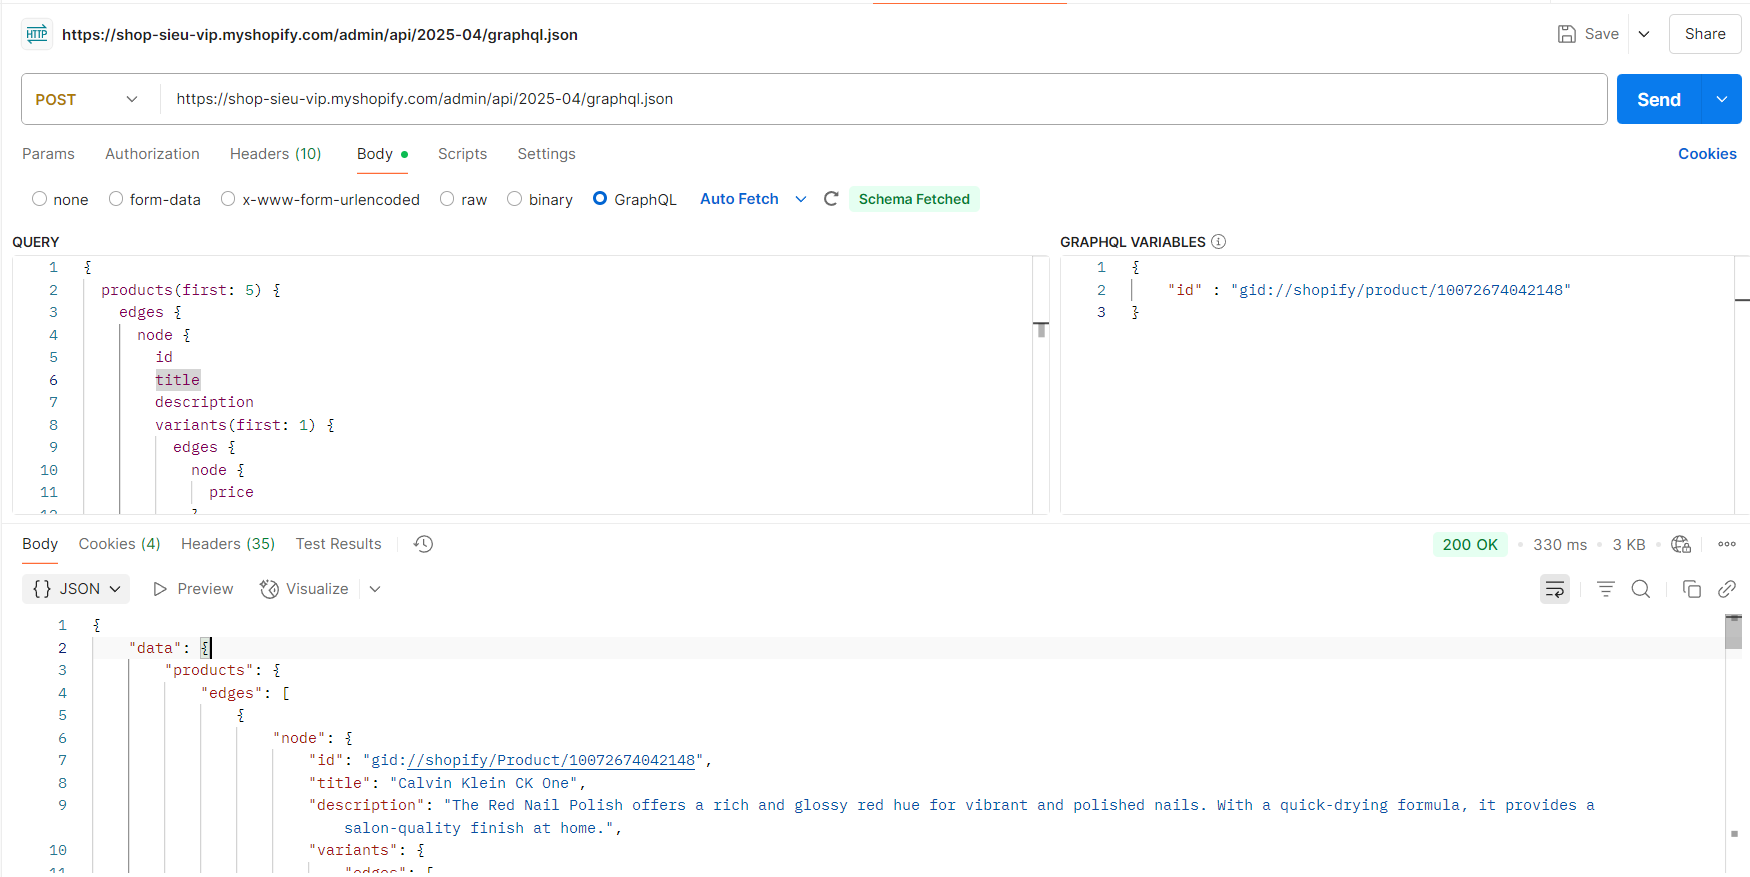 HTTP https://shop-sieu-vip.myshopify.com/admin/api/2025-04/graphql.json Save Share
POST https://shop-sieu-vip.myshopify.com/admin/api/2025-04/graphql.json Send
Params Authorization Headers (10) Body Scripts Settings Cookies
none form-data x-www-form-urlencoded raw binary GraphQL Auto Fetch Schema Fetched
QUERY
1 {
2 products(first: 5) {
3 edges {
4 node {
5 id
6 title
7 description
8 variants(first: 1) {
9 edges {
10 node {
11 price
12 }
GRAPHQL VARIABLES
1 {
2 "id" : "gid://shopify/product/10072674042148"
3 }
Body Cookies (4) Headers (35) Test Results 200 OK 330 ms 3 KB
{} JSON Preview Visualize
1 {
2 "data": {
3 "products": {
4 "edges": [
5 {
6 "node": {
7 "id": "gid://shopify/Product/10072674042148",
8 "title": "Calvin Klein CK One",
9 "description": "The Red Nail Polish offers a rich and glossy red hue for vibrant and polished nails. With a quick-drying formula, it provides a
salon-quality finish at home.",
10 "variants": {
11 "edges": [